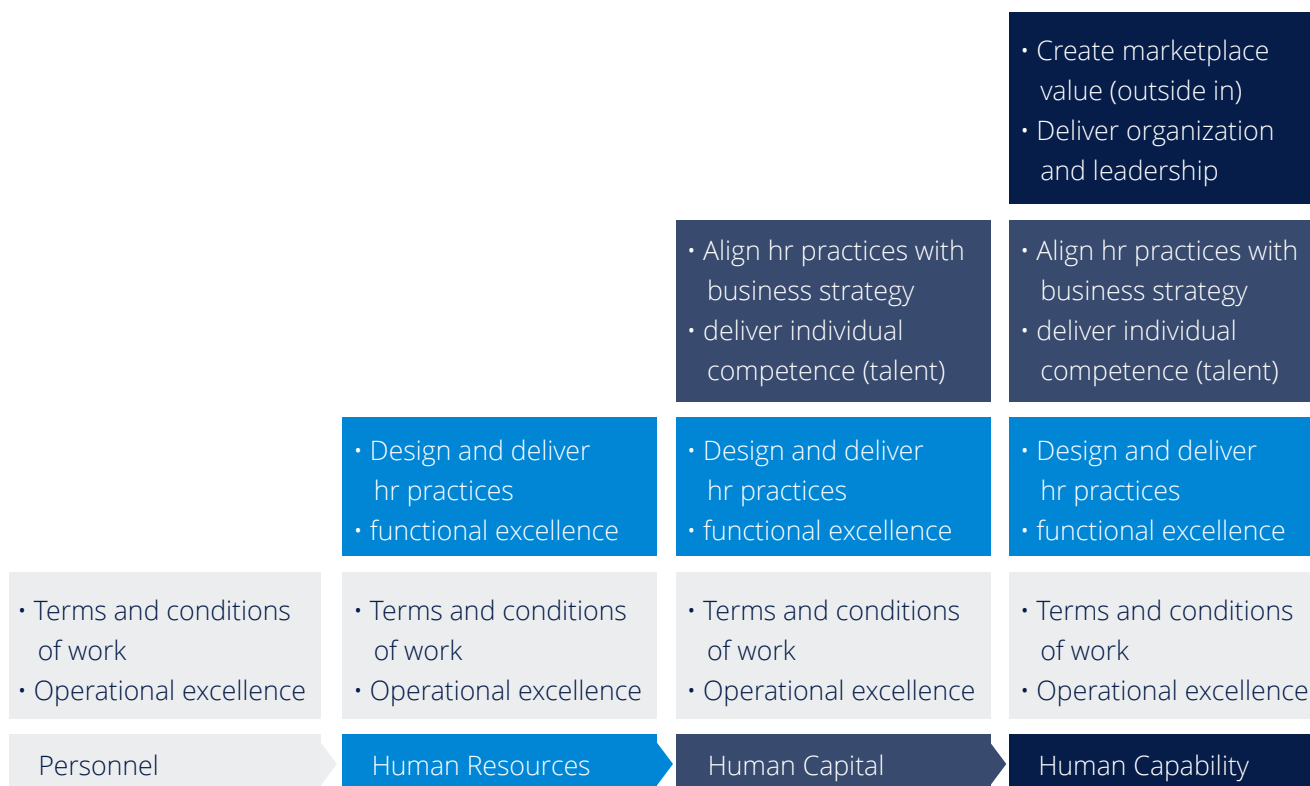 • Create marketplace
value (outside in)
• Deliver organization
and leadership
• Align hr practices with
business strategy
• deliver individual
competence (talent)
• Align hr practices with
business strategy
• deliver individual
competence (talent)
• Design and deliver
hr practices
• functional excellence
• Design and deliver
hr practices
• functional excellence
• Design and deliver
hr practices
• functional excellence
• Terms and conditions
of work
• Operational excellence
• Terms and conditions
of work
• Operational excellence
• Terms and conditions
of work
• Operational excellence
• Terms and conditions
of work
• Operational excellence
Personnel
Human Resources
Human Capital
Human Capability